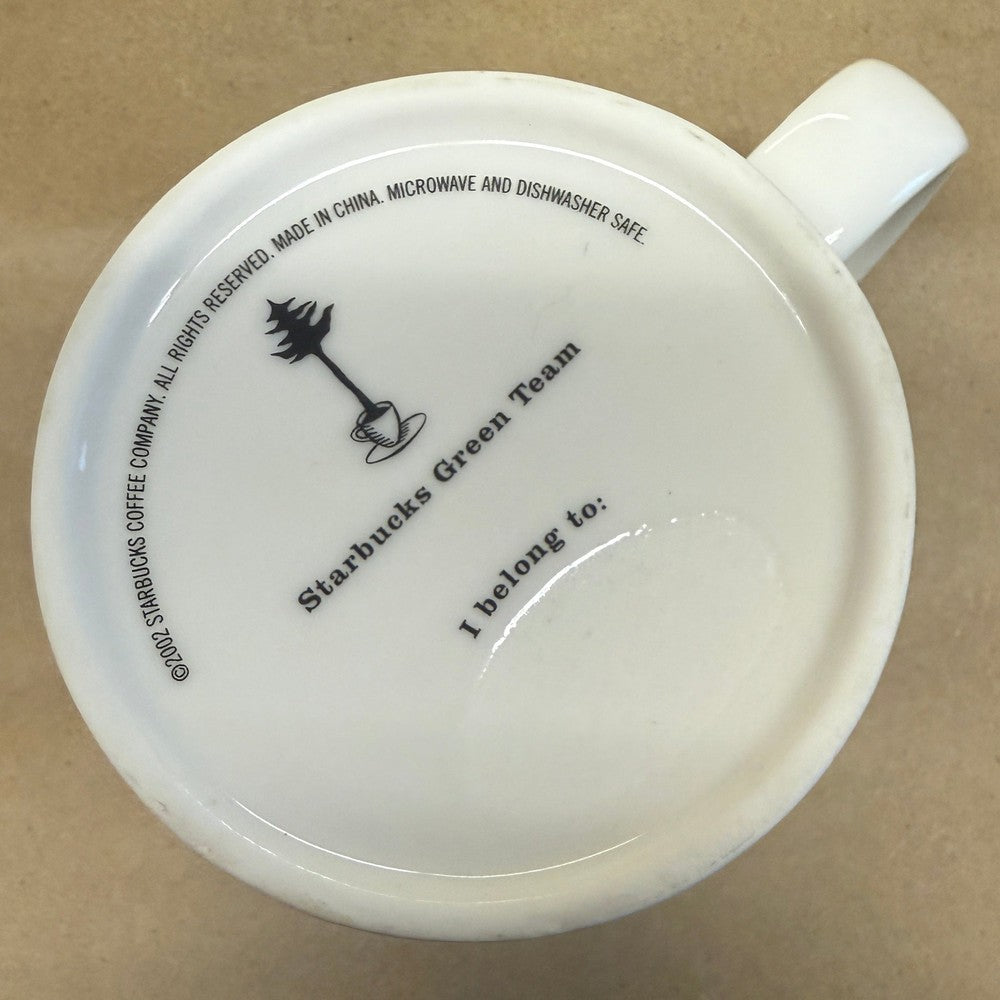 ©2002 STARBUCKS COFFEE COMPANY. ALL RIGHTS RESERVED. MADE IN CHINA. MICROWAVE AND DISHWASHER SAFE.
Starbucks Green Team
I belong to: